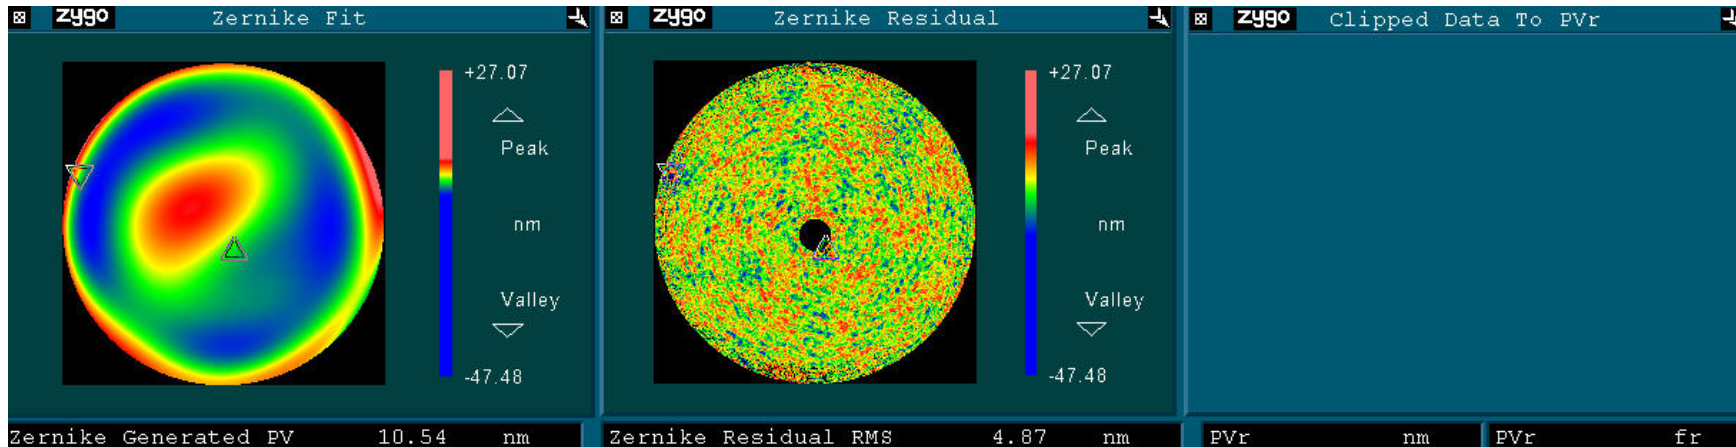 zygo Zernike Fit
+27.07
Peak
nm
Valley
-47.48
Zernike Generated PV 10.54 nm
zygo Zernike Residual
+27.07
Peak
nm
Valley
-47.48
Zernike Residual RMS 4.87 nm
zygo Clipped Data To PVr
PVr nm
PVr fr